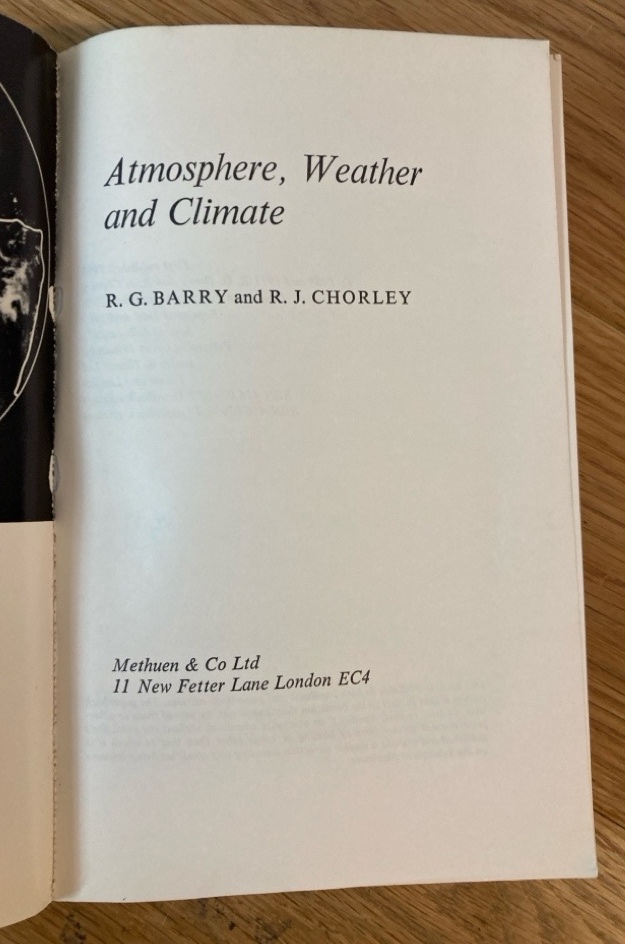 Atmosphere, Weather
and Climate
R. G. BARRY and R. J. CHORLEY
Methuen & Co Ltd
11 New Fetter Lane London EC4